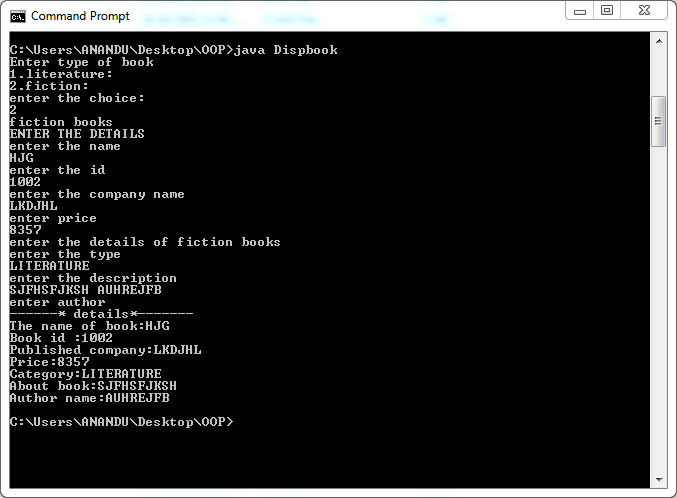 Command Prompt
C:\Users\ANANDU\Desktop\OOP>java Dispbook
Enter type of book
1.literature:
2.fiction:
enter the choice:
2
fiction books
ENTER THE DETAILS
enter the name
HJG
enter the id
1002
enter the company name
LKDJHL
enter price
8357
enter the details of fiction books
enter the type
LITERATURE
enter the description
SJFHSFJKSH AUHREJFB
enter author
------* details*-------
The name of book:HJG
Book id :1002
Published company:LKDJHL
Price:8357
Category:LITERATURE
About book:SJFHSFJKSH
Author name:AUHREJFB
C:\Users\ANANDU\Desktop\OOP>